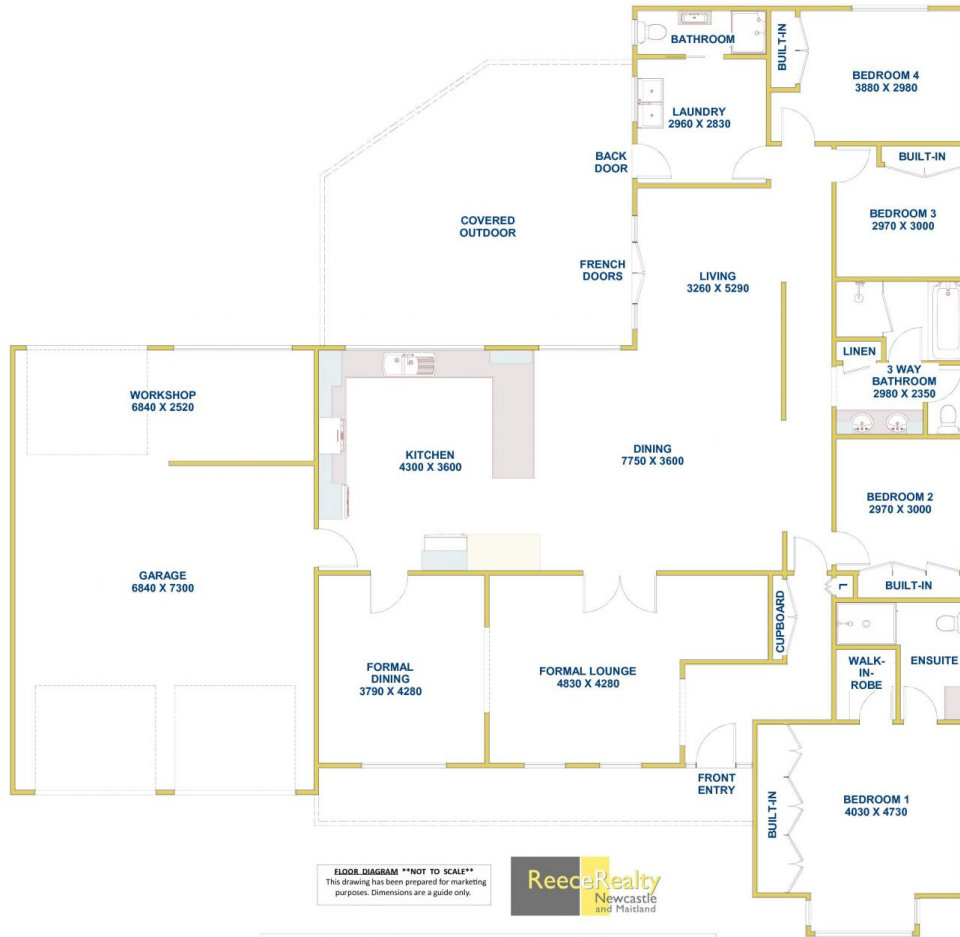 BATHROOM
BUILT-IN
BEDROOM 4
3880 X 2980
LAUNDRY
2960 X 2830
BACK
DOOR
BUILT-IN
BEDROOM 3
2970 X 3000
COVERED
OUTDOOR
FRENCH
DOORS
LIVING
3260 X 5290
LINEN
3 WAY
BATHROOM
2980 X 2350
WORKSHOP
6840 X 2520
KITCHEN
4300 X 3600
DINING
7750 X 3600
BEDROOM 2
2970 X 3000
BUILT-IN
L
GARAGE
6840 X 7300
CUPBOARD
FORMAL
DINING
3790 X 4280
FORMAL LOUNGE
4830 X 4280
WALK-
IN-
ROBE
ENSUITE
FRONT
ENTRY
BUILT-IN
BEDROOM 1
4030 X 4730
FLOOR DIAGRAM **NOT TO SCALE**
This drawing has been prepared for marketing
purposes. Dimensions are a guide only.
ReeceRealty
Newcastle
and Maitland